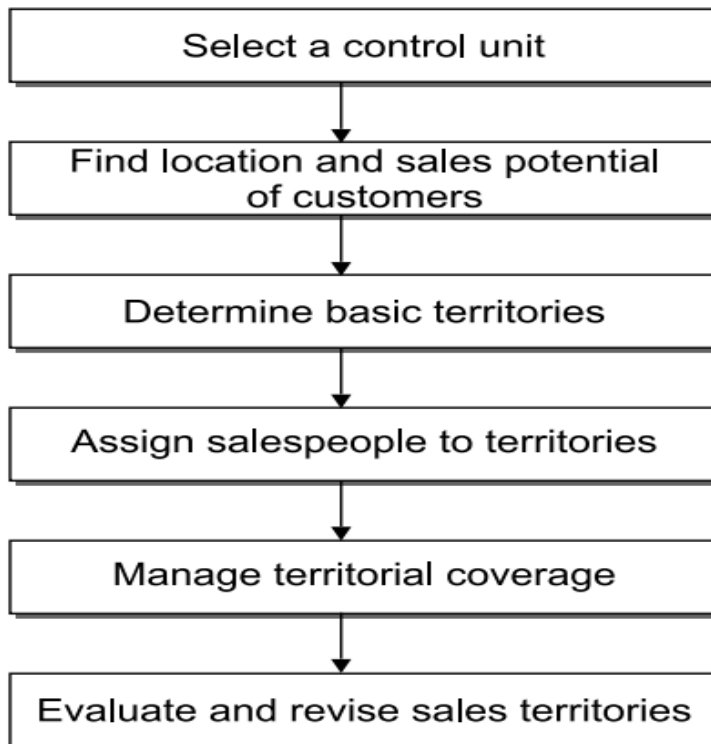 Select a control unit
Find location and sales potential
of customers
Determine basic territories
Assign salespeople to territories
Manage territorial coverage
Evaluate and revise sales territories